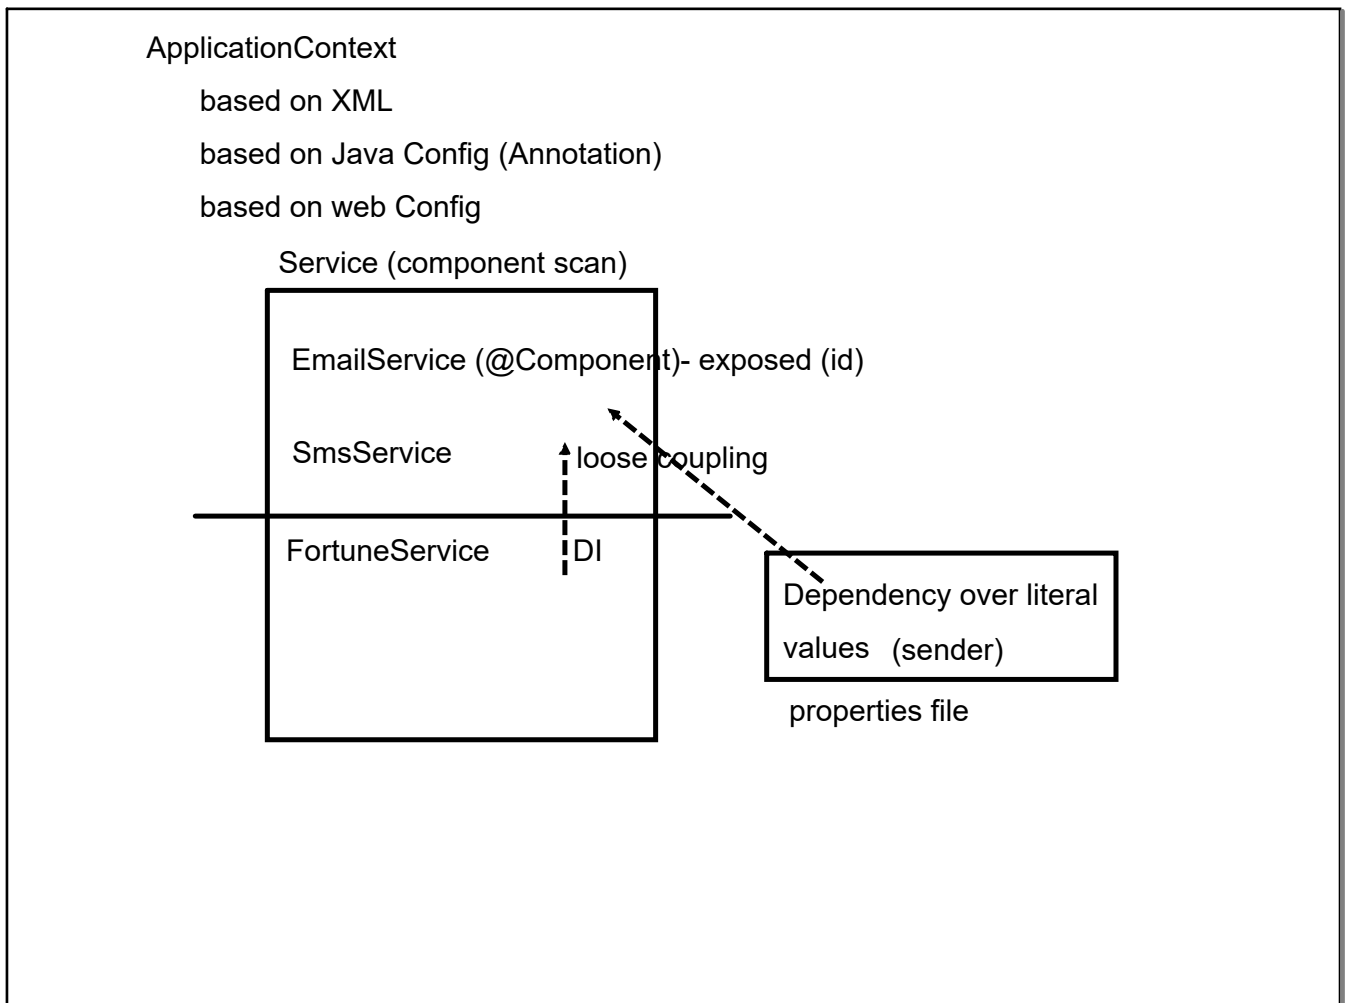 ApplicationContext
based on XML
based on Java Config (Annotation)
based on web Config
Service (component scan)
EmailService (@Component)- exposed (id)
SmsService
loose coupling
FortuneService
DI
Dependency over literal
values (sender)
properties file